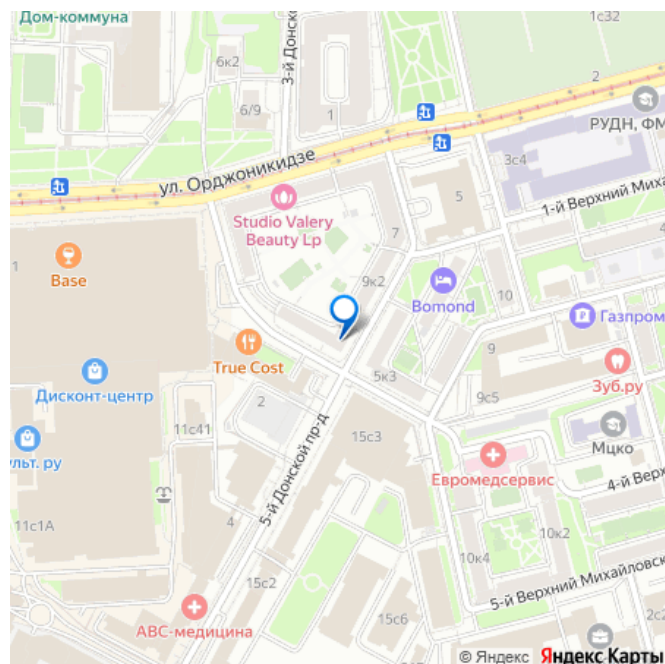 Дом-коммуна
1с32
6к2
3-й Донской
6/9
1
2
РУДН, ФМ
ул. Орджоникидзе
3с4
5
1-й Верхний Миха
Studio Valery
Beauty Lp
7
1
Base
9к2
Bomond
10
Газпром
9
True Cost
5к3
Зуб.ру
Дисконт-центр
2
9с5
11с41
15с3
Мцко
ульт. ру
5-й Донской пр-д
Евромедсервис
4-й Верх
11с1А
4
10к2
10к4
15с2
5-й Верхний Михайловск
15с6
АВС-медицина
2с2
© Яндекс Яндекс Карты